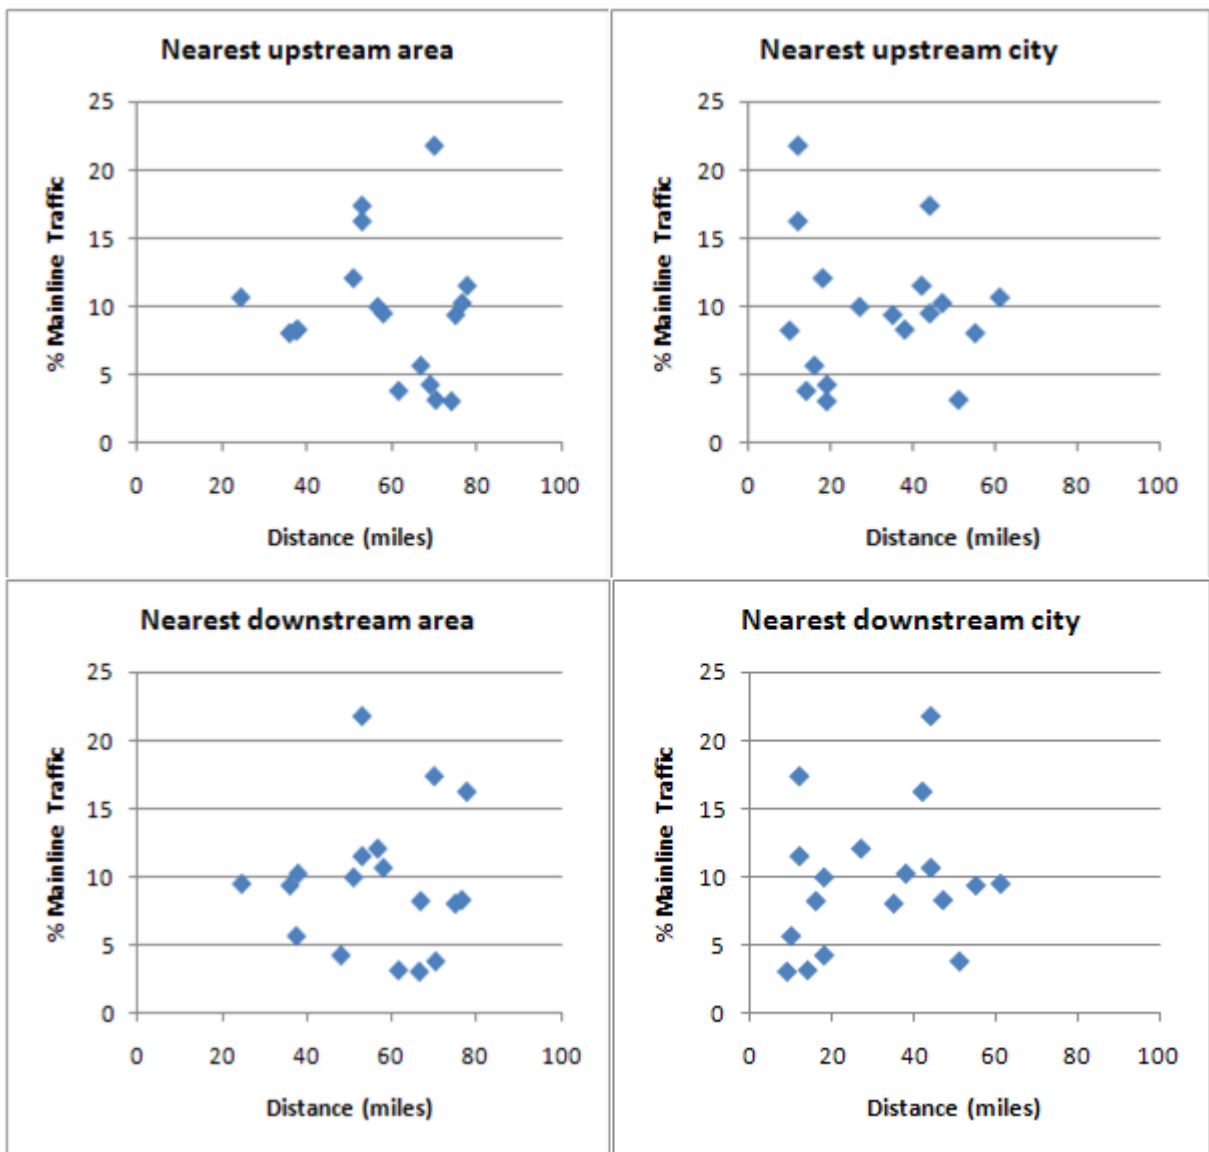 Nearest upstream area
25
20
15
10
5
0
% Mainline Traffic
0 20 40 60 80 100
Distance (miles)
Nearest upstream city
25
20
15
10
5
0
% Mainline Traffic
0 20 40 60 80 100
Distance (miles)
Nearest downstream area
25
20
15
10
5
0
% Mainline Traffic
0 20 40 60 80 100
Distance (miles)
Nearest downstream city
25
20
15
10
5
0
% Mainline Traffic
0 20 40 60 80 100
Distance (miles)